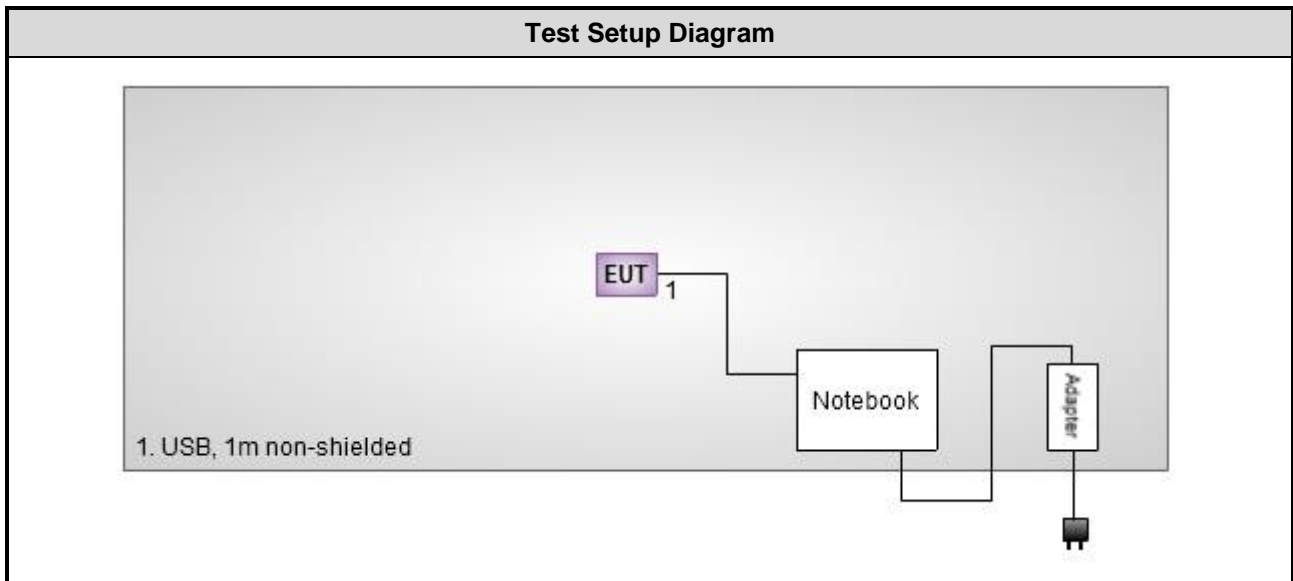 Test Setup Diagram
EUT
1
Notebook
Adapter
1. USB, 1m non-shielded